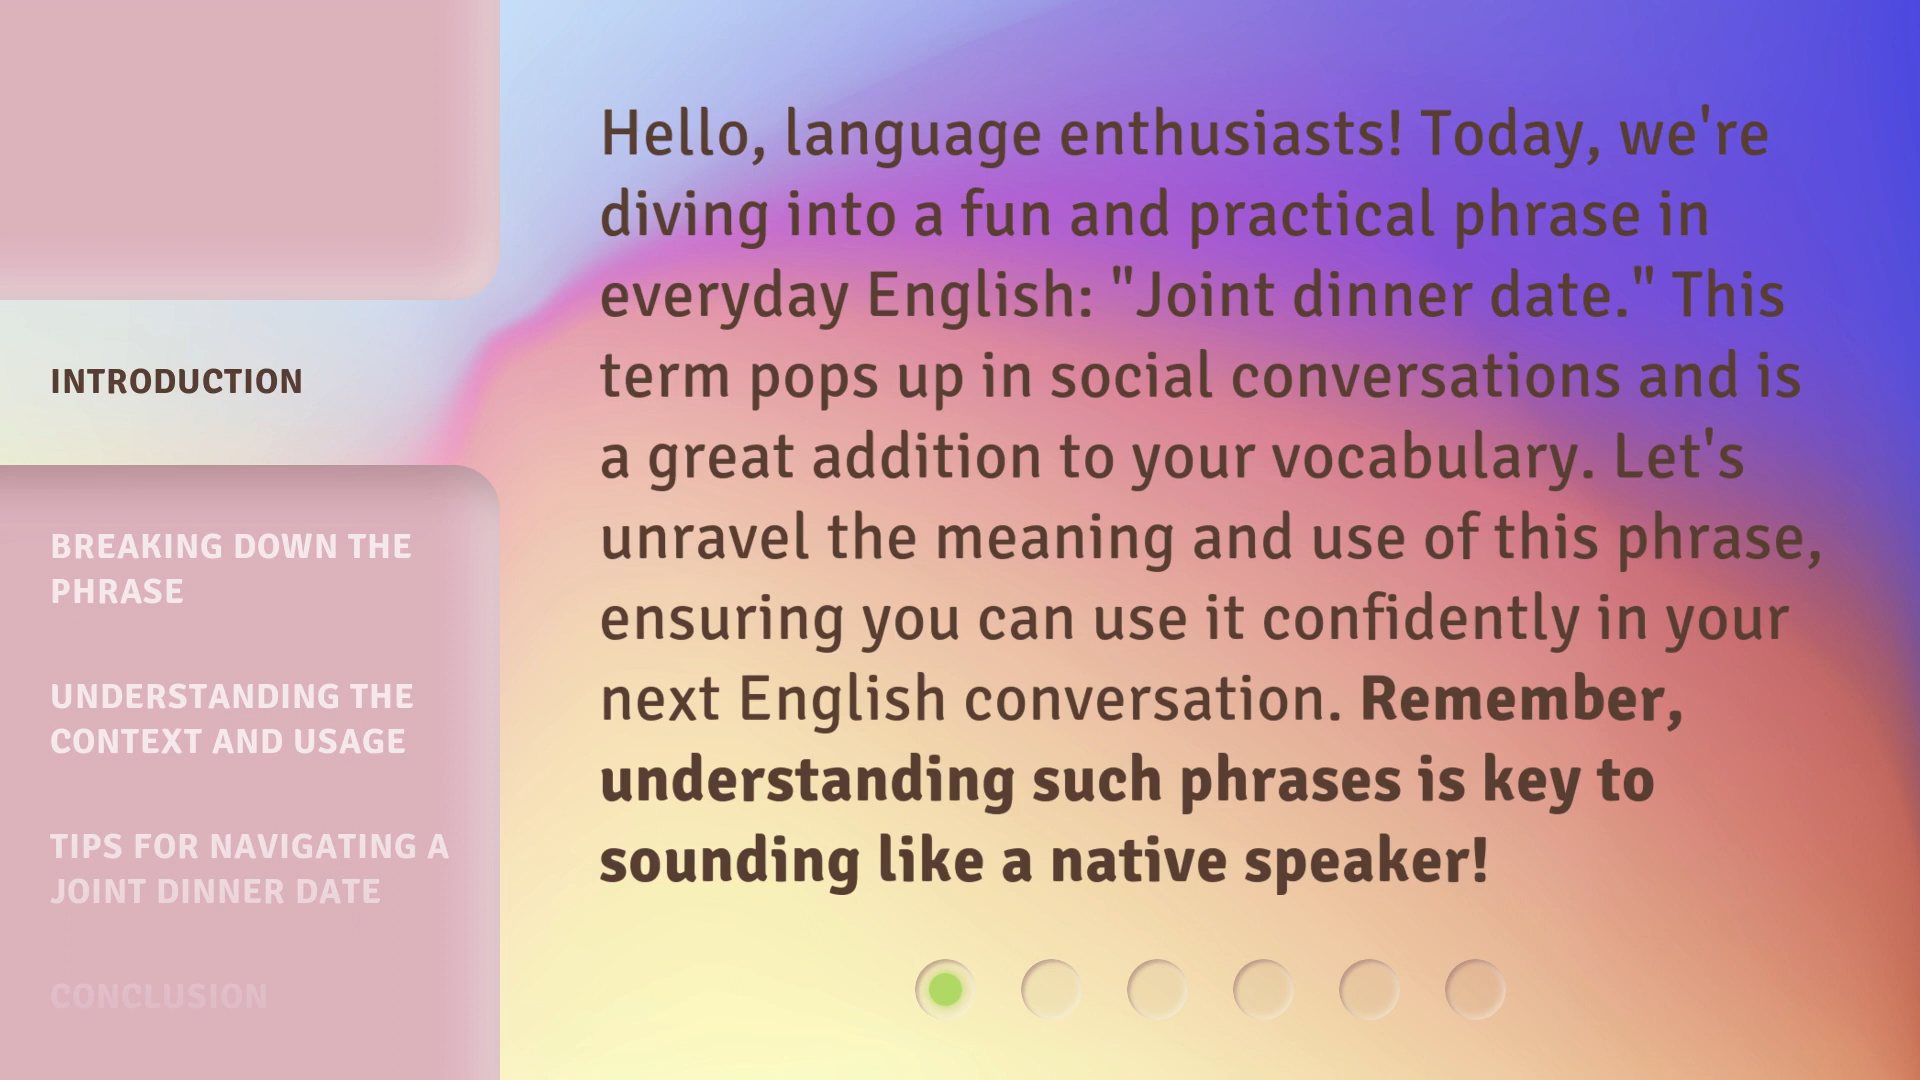 INTRODUCTION
BREAKING DOWN THE
PHRASE
UNDERSTANDING THE
CONTEXT AND USAGE
TIPS FOR NAVIGATING A
JOINT DINNER DATE
CONCLUSION
Hello, language enthusiasts! Today, we're
diving into a fun and practical phrase in
everyday English: "Joint dinner date." This
term pops up in social conversations and is
a great addition to your vocabulary. Let's
unravel the meaning and use of this phrase,
ensuring you can use it confidently in your
next English conversation. Remember,
understanding such phrases is key to
sounding like a native speaker!